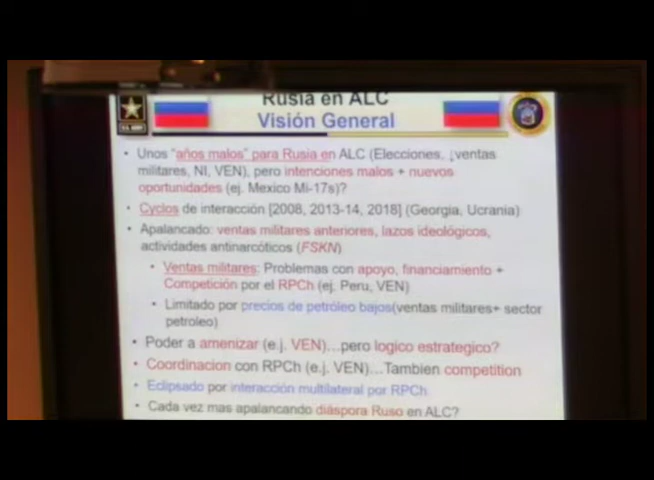 Rusia en ALC
Visión General
U.S. ARMY
• Unos "años malos" para Rusia en ALC (Elecciones, ¡ventas
militares, NI, VEN), pero intenciones malos + nuevos
oportunidades (ej. Mexico Mi-17s)?
• Cyclos de interacción [2008, 2013-14, 2018] (Georgia, Ucrania)
• Apalancado: ventas militares anteriores, lazos ideológicos,
actividades antinarcóticos (FSKN)
• Ventas militares: Problemas con apoyo, financiamiento +
Competición por el RPCh (ej. Peru, VEN)
• Limitado por precios de petróleo bajos(ventas militares+ sector
petroleo)
• Poder a amenizar (e.j. VEN)...pero logico estrategico?
• Coordinacion con RPCh (e.j. VEN)...Tambien competition
• Eclipsado por interacción multilateral por RPCh
• Cada vez mas apalancando diáspora Ruso en ALC?